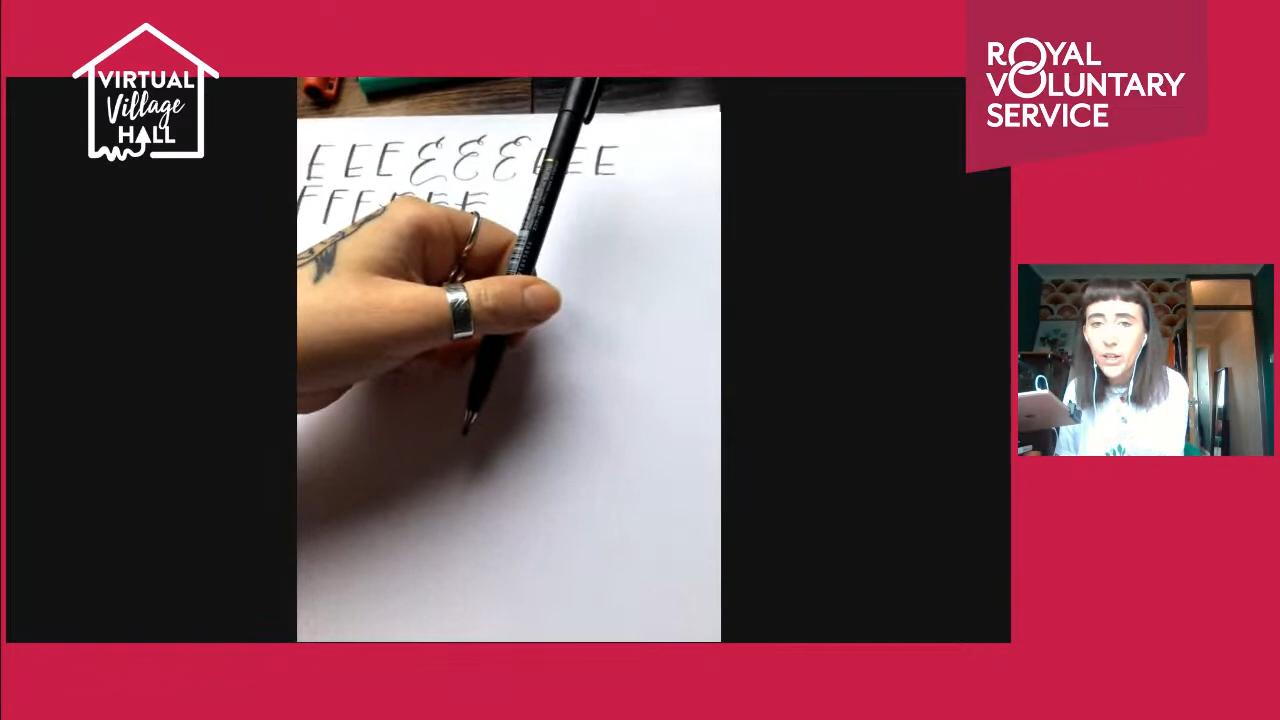 VIRTUAL
Village
HALL
ROYAL
VOLUNTARY
SERVICE
E E E E E E E E E
F F F F F F